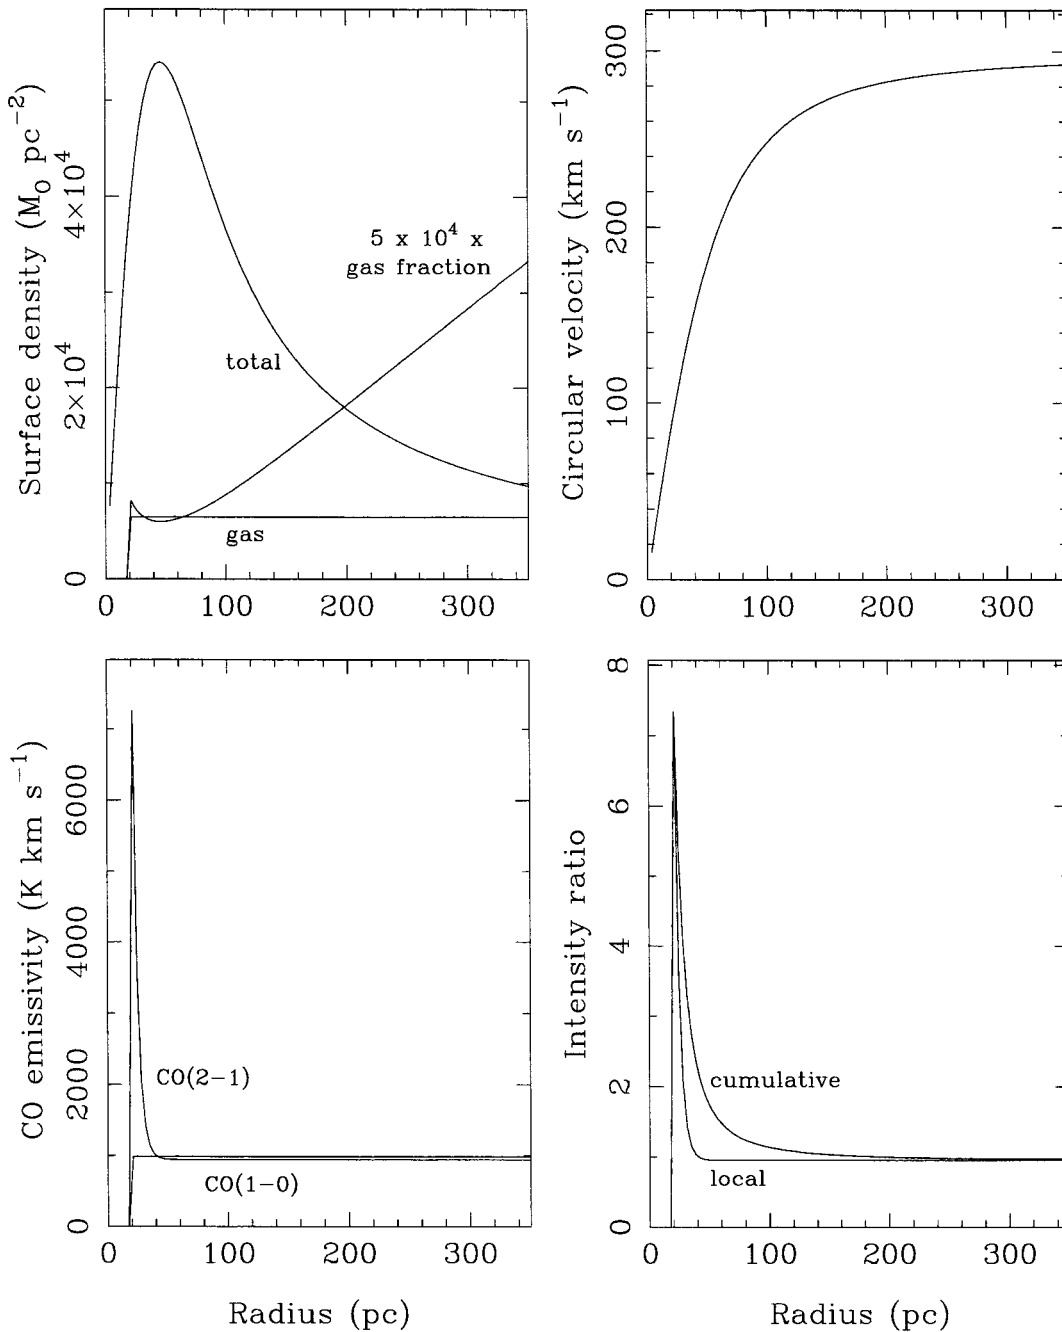 Surface density (M₀ pc⁻²)
0
2×10⁴
4×10⁴
5 x 10⁴ x
gas fraction
total
gas
0 100 200 300
Circular velocity (km s⁻¹)
0
100
200
300
0 100 200 300
CO emissivity (K km s⁻¹)
0
2000
4000
6000
CO(2−1)
CO(1−0)
0 100 200 300
Radius (pc)
Intensity ratio
0
2
4
6
8
cumulative
local
0 100 200 300
Radius (pc)